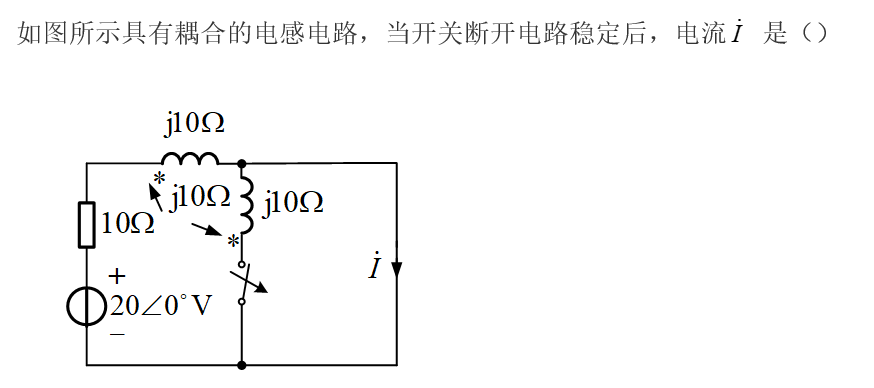 如图所示具有耦合的电感电路，当开关断开电路稳定后，电流 İ 是（）
j10Ω
*
j10Ω
j10Ω
10Ω
*
+
İ
20∠0°V
−